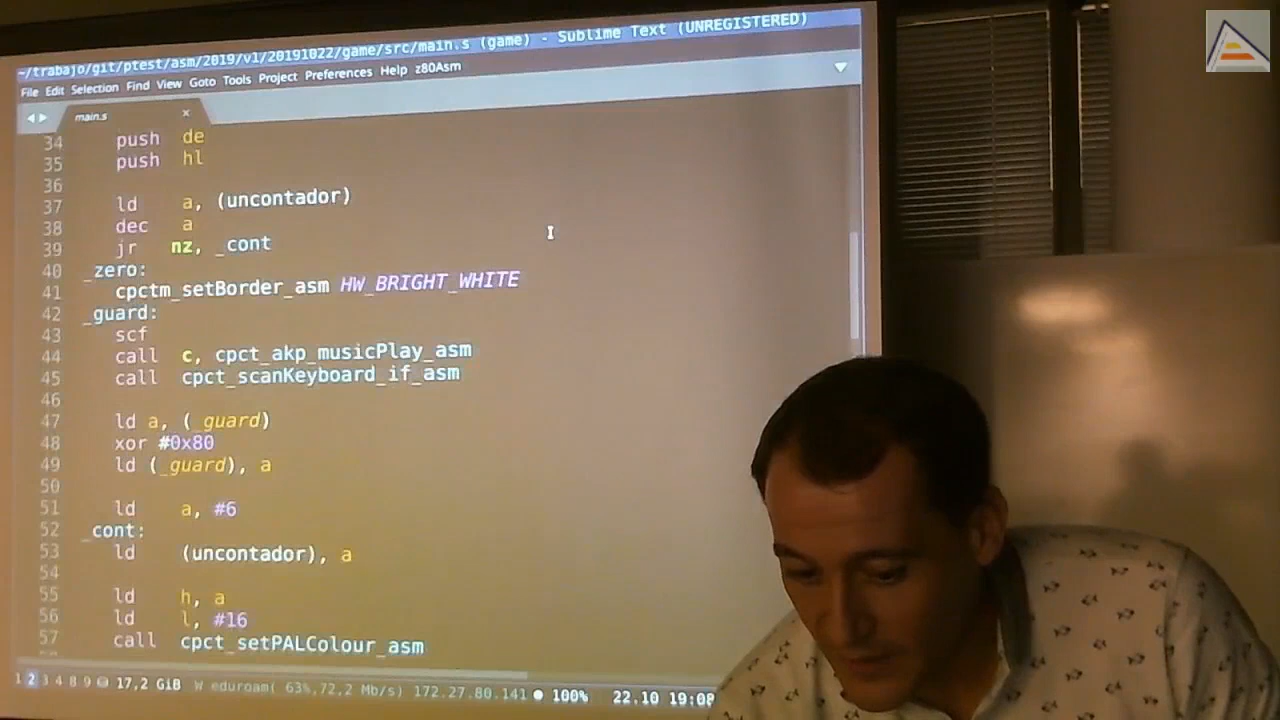 ~/trabajo/git/ptest/asm/2019/v1/20191022/game/src/main.s (game) - Sublime Text (UNREGISTERED)
File Edit Selection Find View Goto Tools Project Preferences Help z80Asm
main.s ×
34 push de
35 push hl
36
37 ld a, (uncontador)
38 dec a
39 jr nz, _cont
40 _zero:
41 cpctm_setBorder_asm HW_BRIGHT_WHITE
42 _guard:
43 scf
44 call c, cpct_akp_musicPlay_asm
45 call cpct_scanKeyboard_if_asm
46
47 ld a, (_guard)
48 xor #0x80
49 ld (_guard), a
50
51 ld a, #6
52 _cont:
53 ld (uncontador), a
54
55 ld h, a
56 ld l, #16
57 call cpct_setPALColour_asm
1 2 3 4 8 9 17,2 GiB W eduroam( 63%,72,2 Mb/s) 172.27.80.141 ● 100% 22.10 19:08